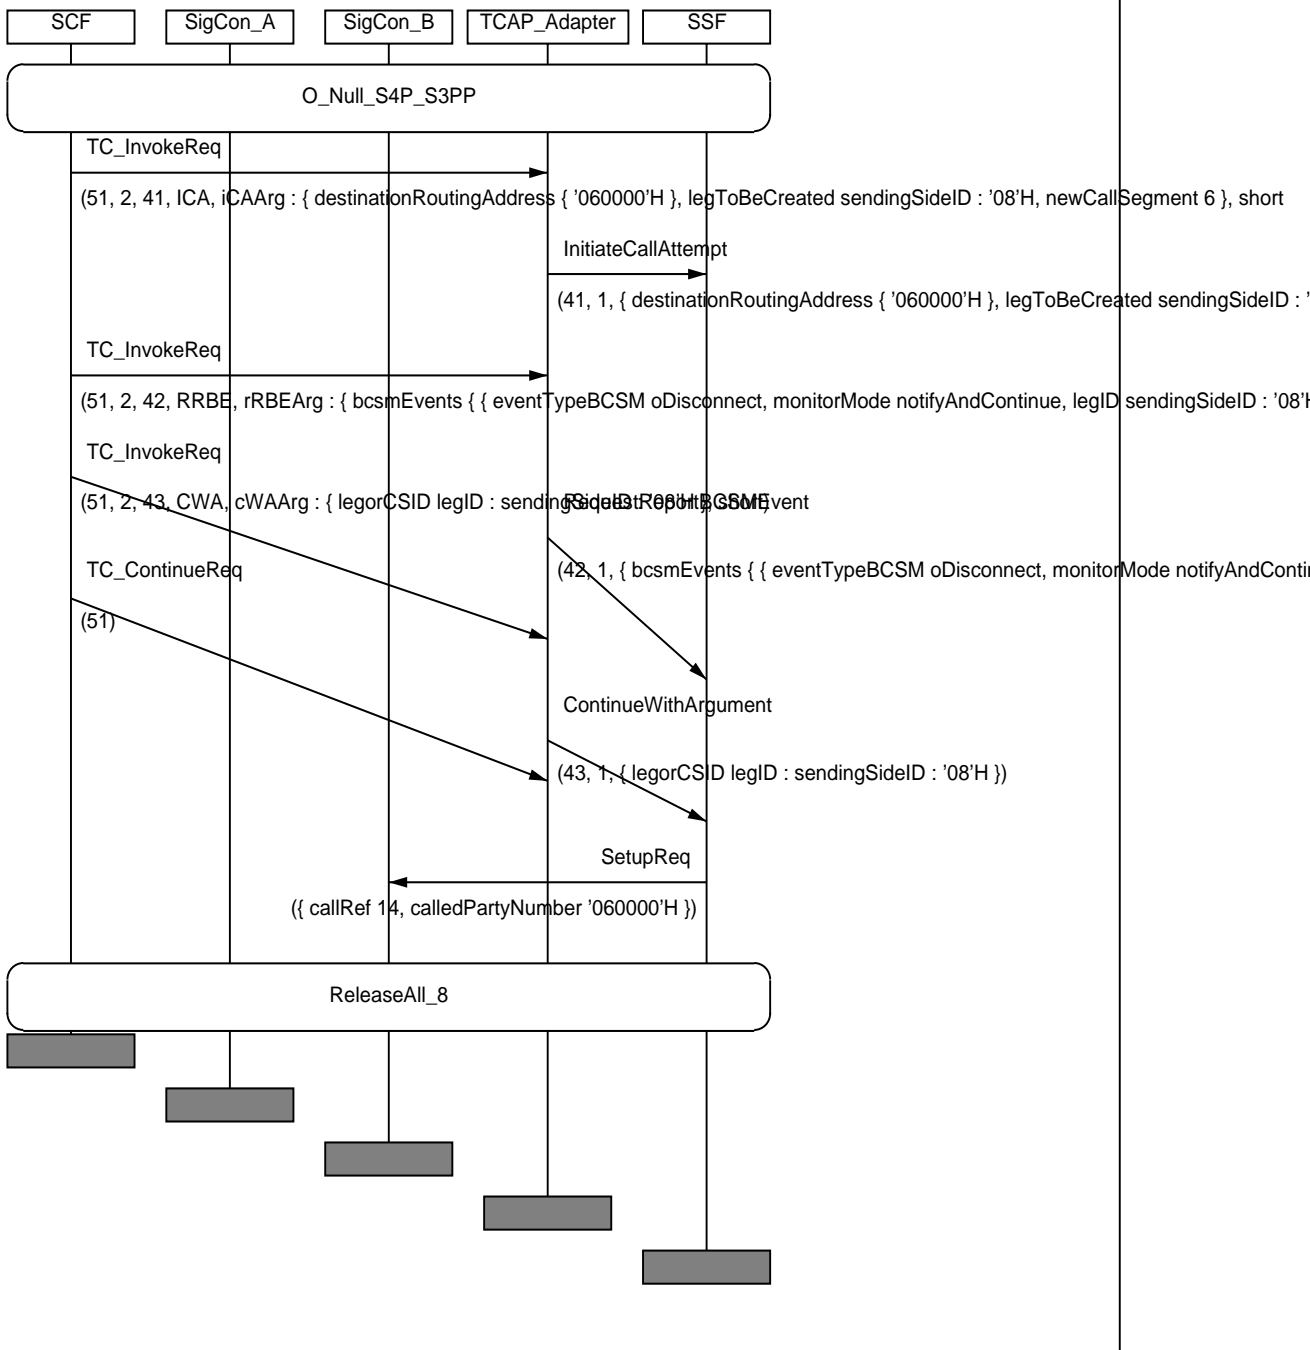 SCF SigCon_A SigCon_B TCAP_Adapter SSF
O_Null_S4P_S3PP
TC_InvokeReq
(51, 2, 41, ICA, iCAArg : { destinationRoutingAddress { '060000'H }, legToBeCreated sendingSideID : '08'H, newCallSegment 6 }, short
InitiateCallAttempt
(41, 1, { destinationRoutingAddress { '060000'H }, legToBeCreated sendingSideID : '
TC_InvokeReq
(51, 2, 42, RRBE, rRBEArg : { bcsmEvents { { eventTypeBCSM oDisconnect, monitorMode notifyAndContinue, legID sendingSideID : '08'H
TC_InvokeReq
(51, 2, 43, CWA, cWAArg : { legorCSID legID : sendingSideID : '08'H }, short)
RequestReportBCSMEvent
TC_ContinueReq
(42, 1, { bcsmEvents { { eventTypeBCSM oDisconnect, monitorMode notifyAndConti
(51)
ContinueWithArgument
(43, 1, { legorCSID legID : sendingSideID : '08'H })
SetupReq
({ callRef 14, calledPartyNumber '060000'H })
ReleaseAll_8